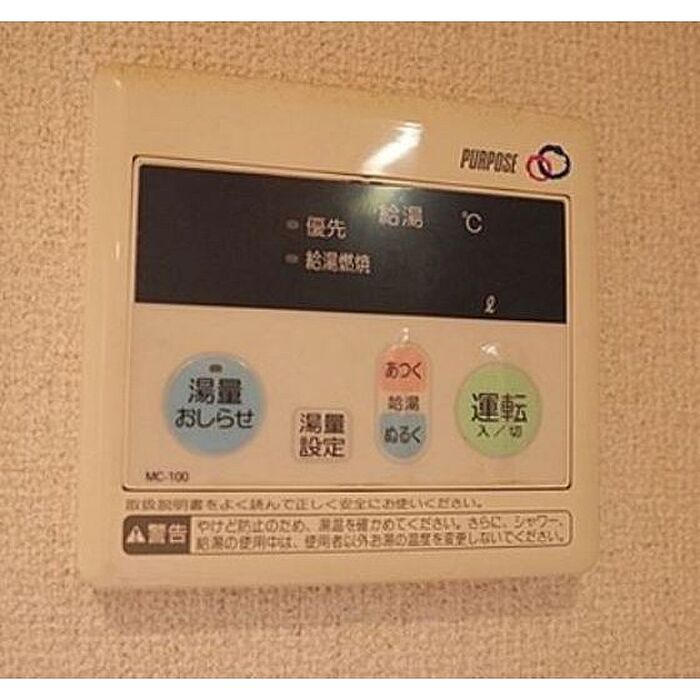 PURPOSE
給湯 ℃
優先
給湯燃焼
ℓ
湯量
おしらせ
湯量
設定
あつく
給湯
ぬるく
運転
入／切
MC-100
取扱説明書をよく読んで正しく安全にお使いください。
警告
やけど防止のため、湯温を確かめてください。さらに、シャワー、
給湯の使用中は、使用者以外お湯の温度を変更しないでください。